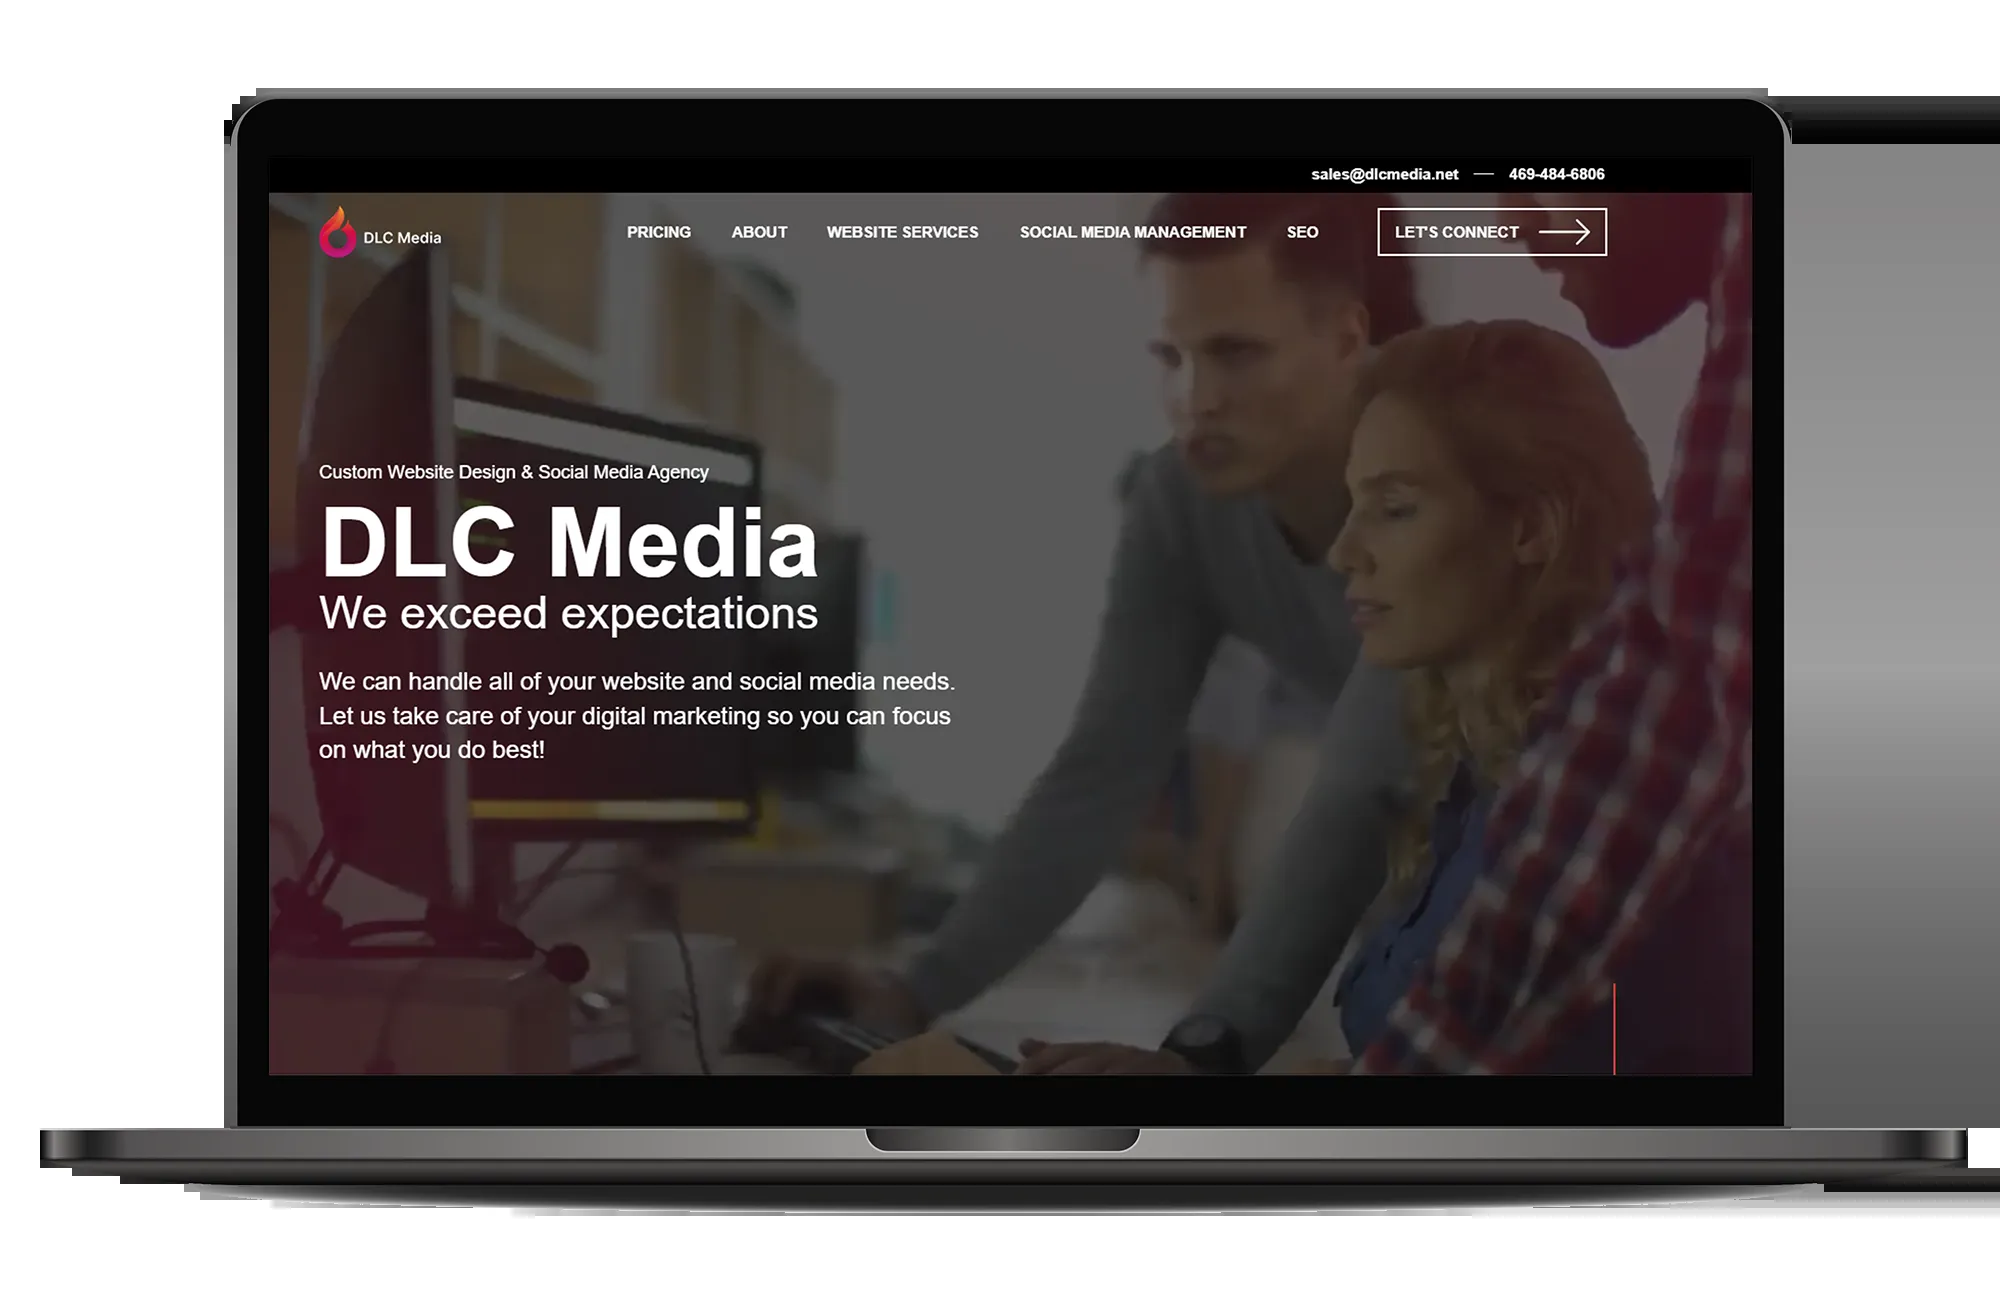 sales@dlcmedia.net — 469-484-6806
DLC Media
PRICING ABOUT WEBSITE SERVICES SOCIAL MEDIA MANAGEMENT SEO LET'S CONNECT
Custom Website Design & Social Media Agency
DLC Media
We exceed expectations
We can handle all of your website and social media needs.
Let us take care of your digital marketing so you can focus
on what you do best!